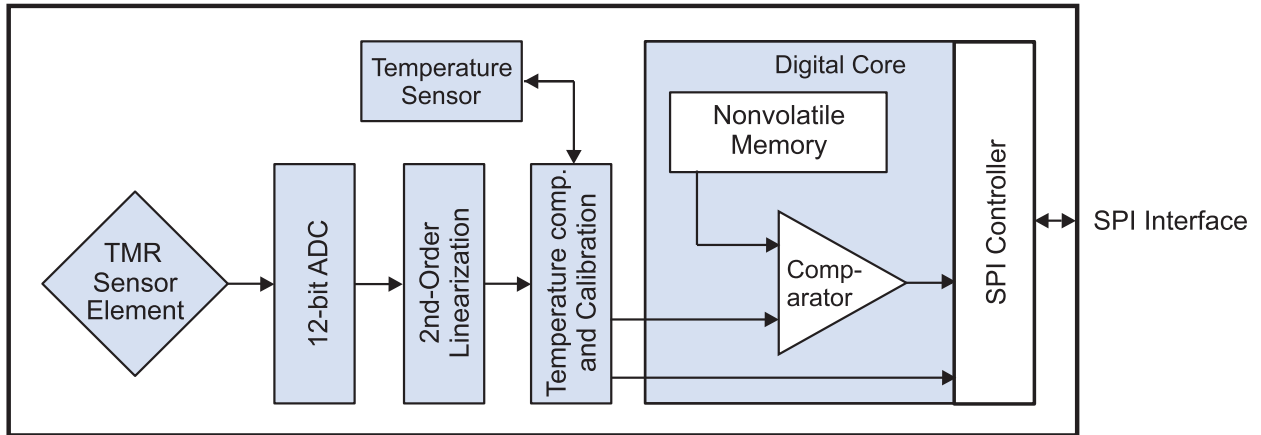 Temperature
Sensor
Digital Core
Nonvolatile
Memory
TMR
Sensor
Element
12-bit ADC
2nd-Order
Linearization
Temperature comp.
and Calibration
Comp-
arator
SPI Controller
SPI Interface